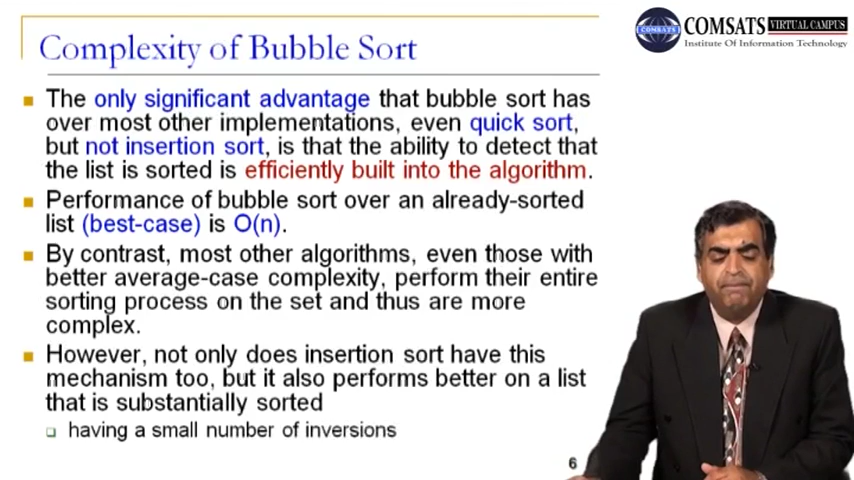 Complexity of Bubble Sort
COMSATS VIRTUAL CAMPUS
Institute Of Information Technology
COMSATS
The only significant advantage that bubble sort has
over most other implementations, even quick sort,
but not insertion sort, is that the ability to detect that
the list is sorted is efficiently built into the algorithm.
Performance of bubble sort over an already-sorted
list (best-case) is O(n).
By contrast, most other algorithms, even those with
better average-case complexity, perform their entire
sorting process on the set and thus are more
complex.
However, not only does insertion sort have this
mechanism too, but it also performs better on a list
that is substantially sorted
having a small number of inversions
6